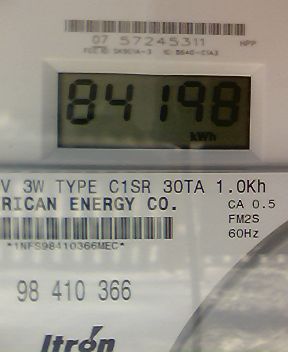 07 57245311 HPP
84198
kWh
V 3W TYPE C1SR 30TA 1.0Kh
RICAN ENERGY CO. CA 0.5
FM2S
*1NFS98410366MEC* 60Hz
98 410 366
Itron